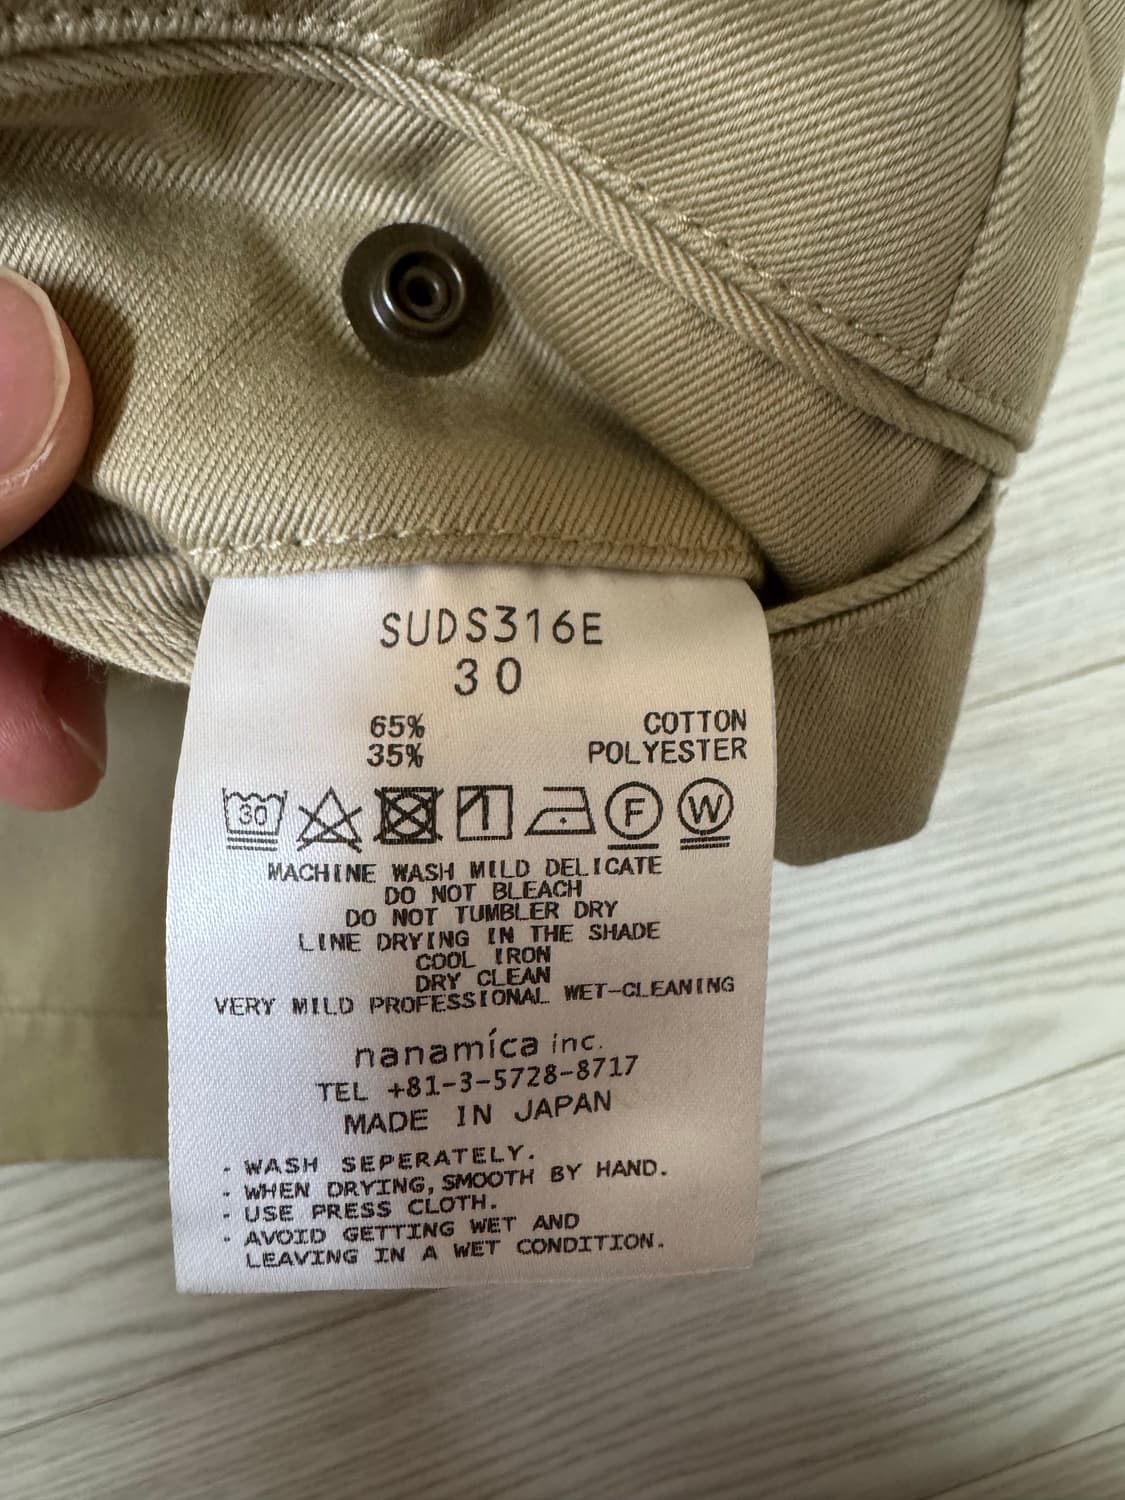 SUDS316E
30
65% COTTON
35% POLYESTER
30 F W
MACHINE WASH MILD DELICATE
DO NOT BLEACH
DO NOT TUMBLER DRY
LINE DRYING IN THE SHADE
COOL IRON
DRY CLEAN
VERY MILD PROFESSIONAL WET-CLEANING
nanamíca inc.
TEL +81-3-5728-8717
MADE IN JAPAN
· WASH SEPERATELY.
· WHEN DRYING, SMOOTH BY HAND.
· USE PRESS CLOTH.
· AVOID GETTING WET AND
LEAVING IN A WET CONDITION.